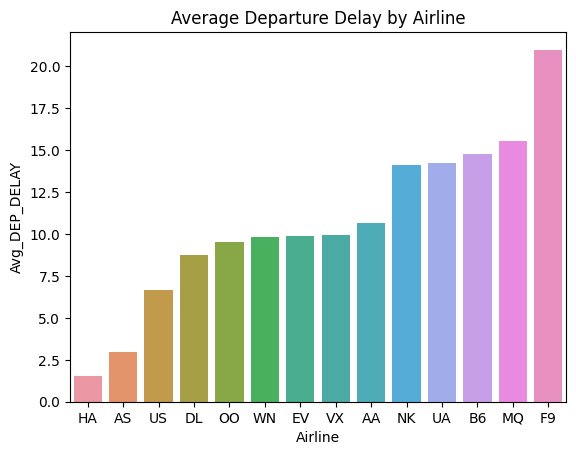 Average Departure Delay by Airline
20.0
17.5
15.0
12.5
10.0
7.5
5.0
2.5
0.0
Avg_DEP_DELAY
HA AS US DL OO WN EV VX AA NK UA B6 MQ F9
Airline